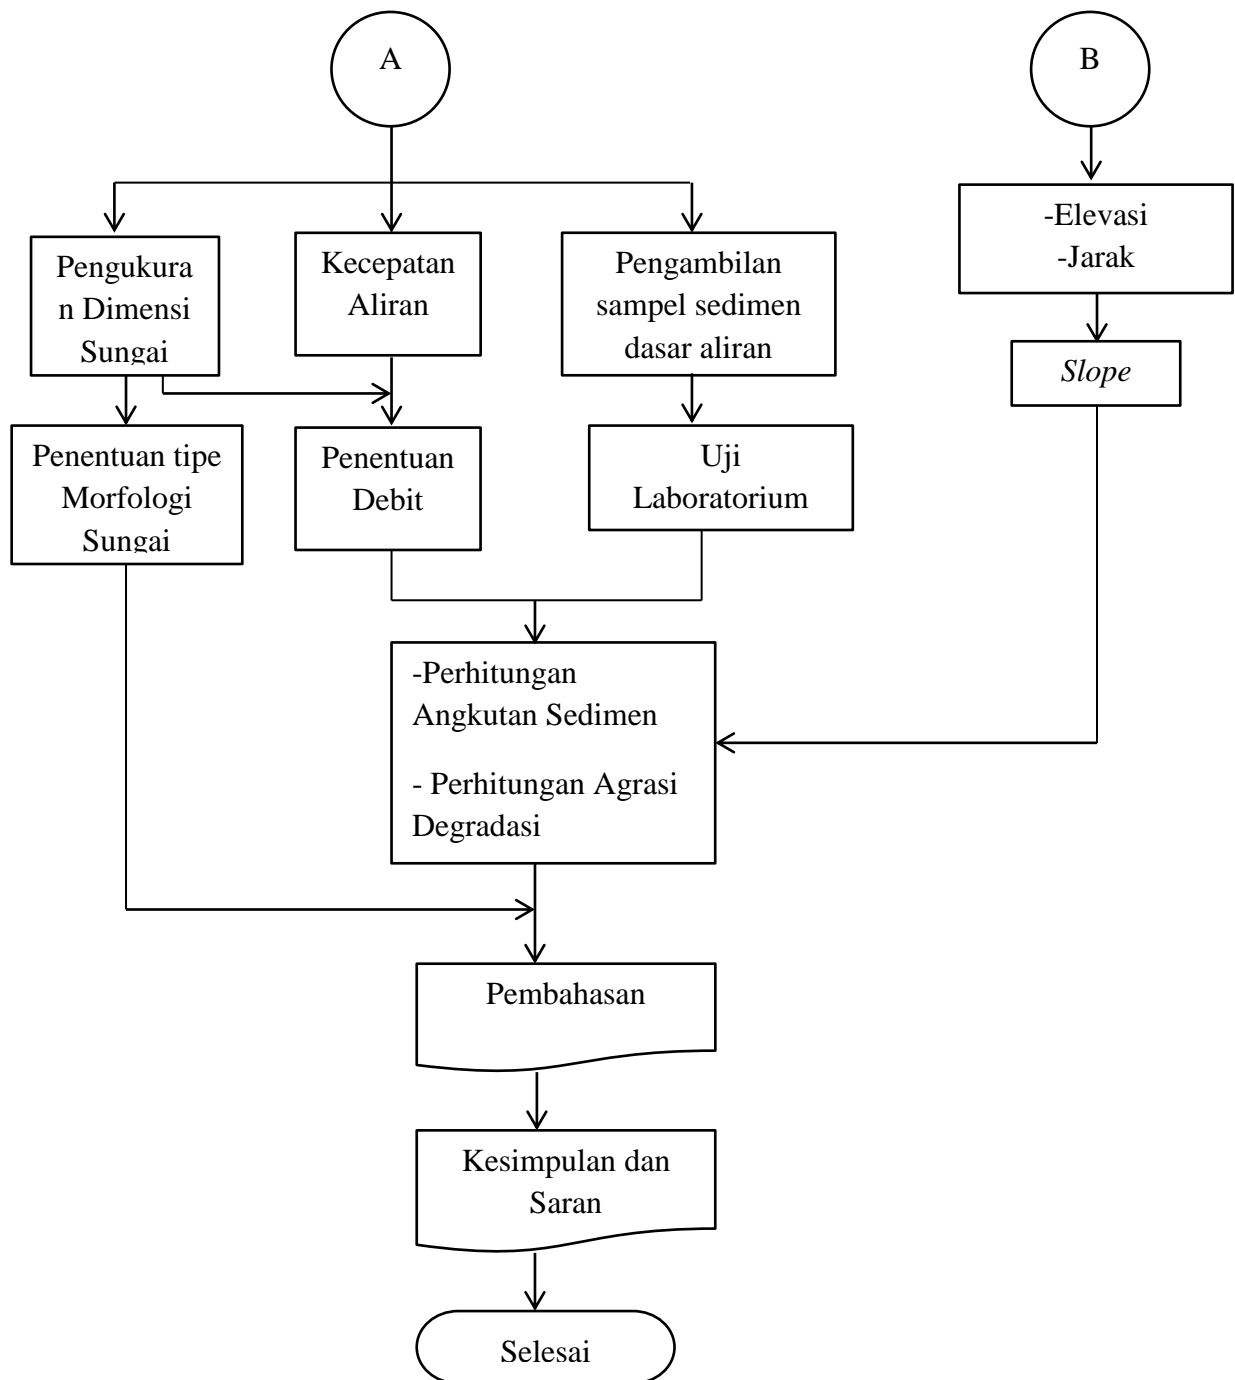 A
B
-Elevasi
-Jarak
Pengukura
n Dimensi
Sungai
Kecepatan
Aliran
Pengambilan
sampel sedimen
dasar aliran
Slope
Penentuan tipe
Morfologi
Sungai
Penentuan
Debit
Uji
Laboratorium
-Perhitungan
Angkutan Sedimen
- Perhitungan Agrasi
Degradasi
Pembahasan
Kesimpulan dan
Saran
Selesai